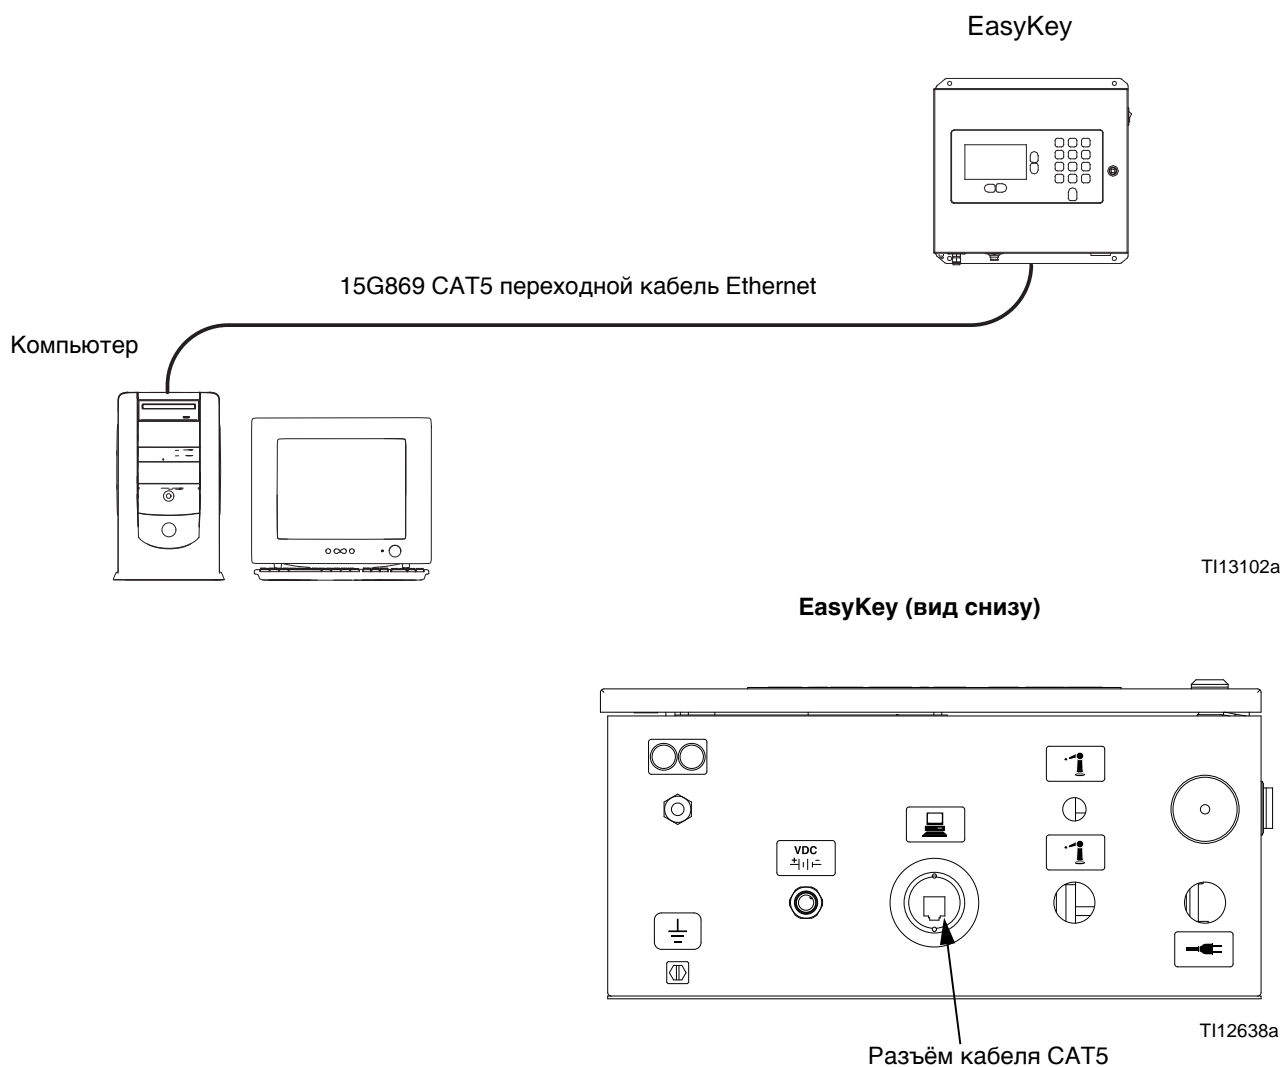 EasyKey
15G869 CAT5 переходной кабель Ethernet
Компьютер
TI13102a
EasyKey (вид снизу)
VDC
TI12638a
Разъём кабеля CAT5